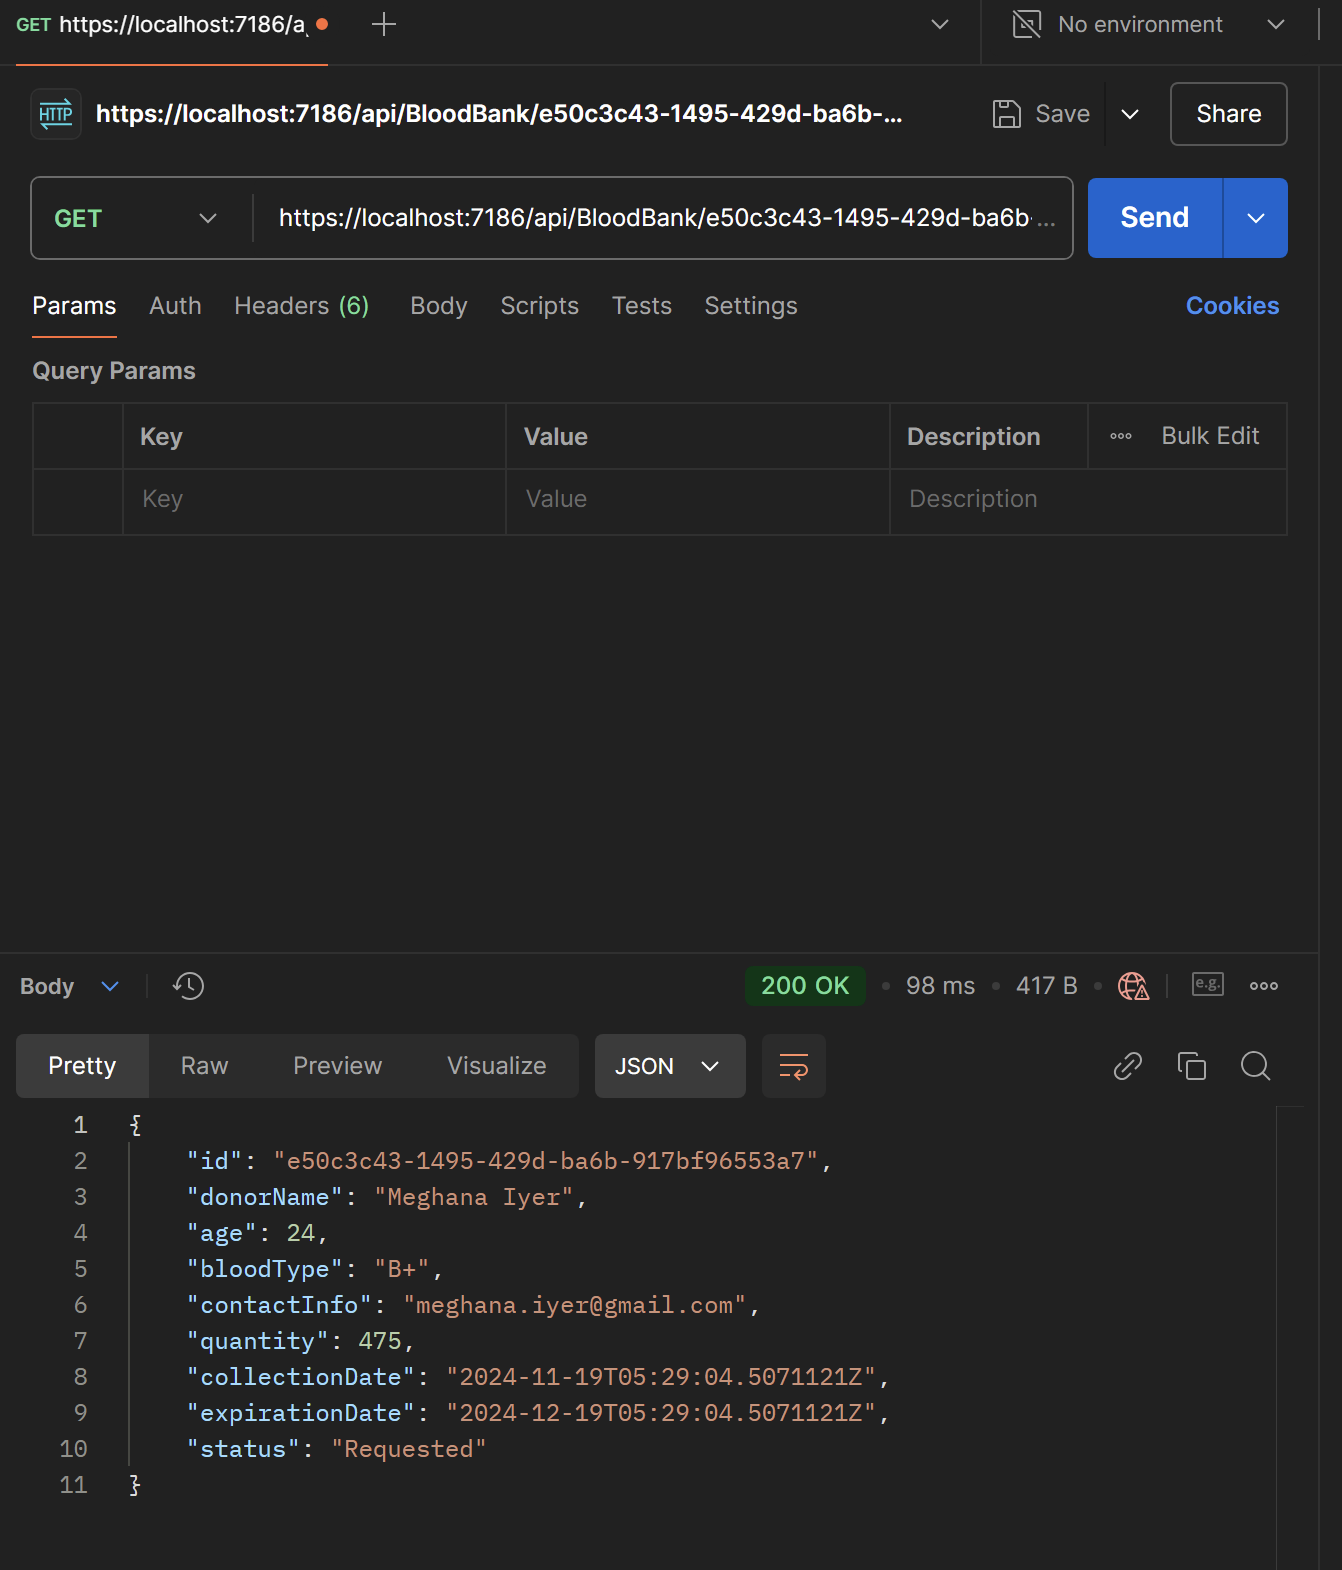 GET https://localhost:7186/a
No environment
HTTP https://localhost:7186/api/BloodBank/e50c3c43-1495-429d-ba6b-...
Save
Share
GET
https://localhost:7186/api/BloodBank/e50c3c43-1495-429d-ba6b- ...
Send
Params Auth Headers (6) Body Scripts Tests Settings Cookies
Query Params
Key Value Description Bulk Edit
Key Value Description
Body 200 OK 98 ms 417 B e.g.
Pretty Raw Preview Visualize JSON
1 {
2 "id": "e50c3c43-1495-429d-ba6b-917bf96553a7",
3 "donorName": "Meghana Iyer",
4 "age": 24,
5 "bloodType": "B+",
6 "contactInfo": "meghana.iyer@gmail.com",
7 "quantity": 475,
8 "collectionDate": "2024-11-19T05:29:04.5071121Z",
9 "expirationDate": "2024-12-19T05:29:04.5071121Z",
10 "status": "Requested"
11 }